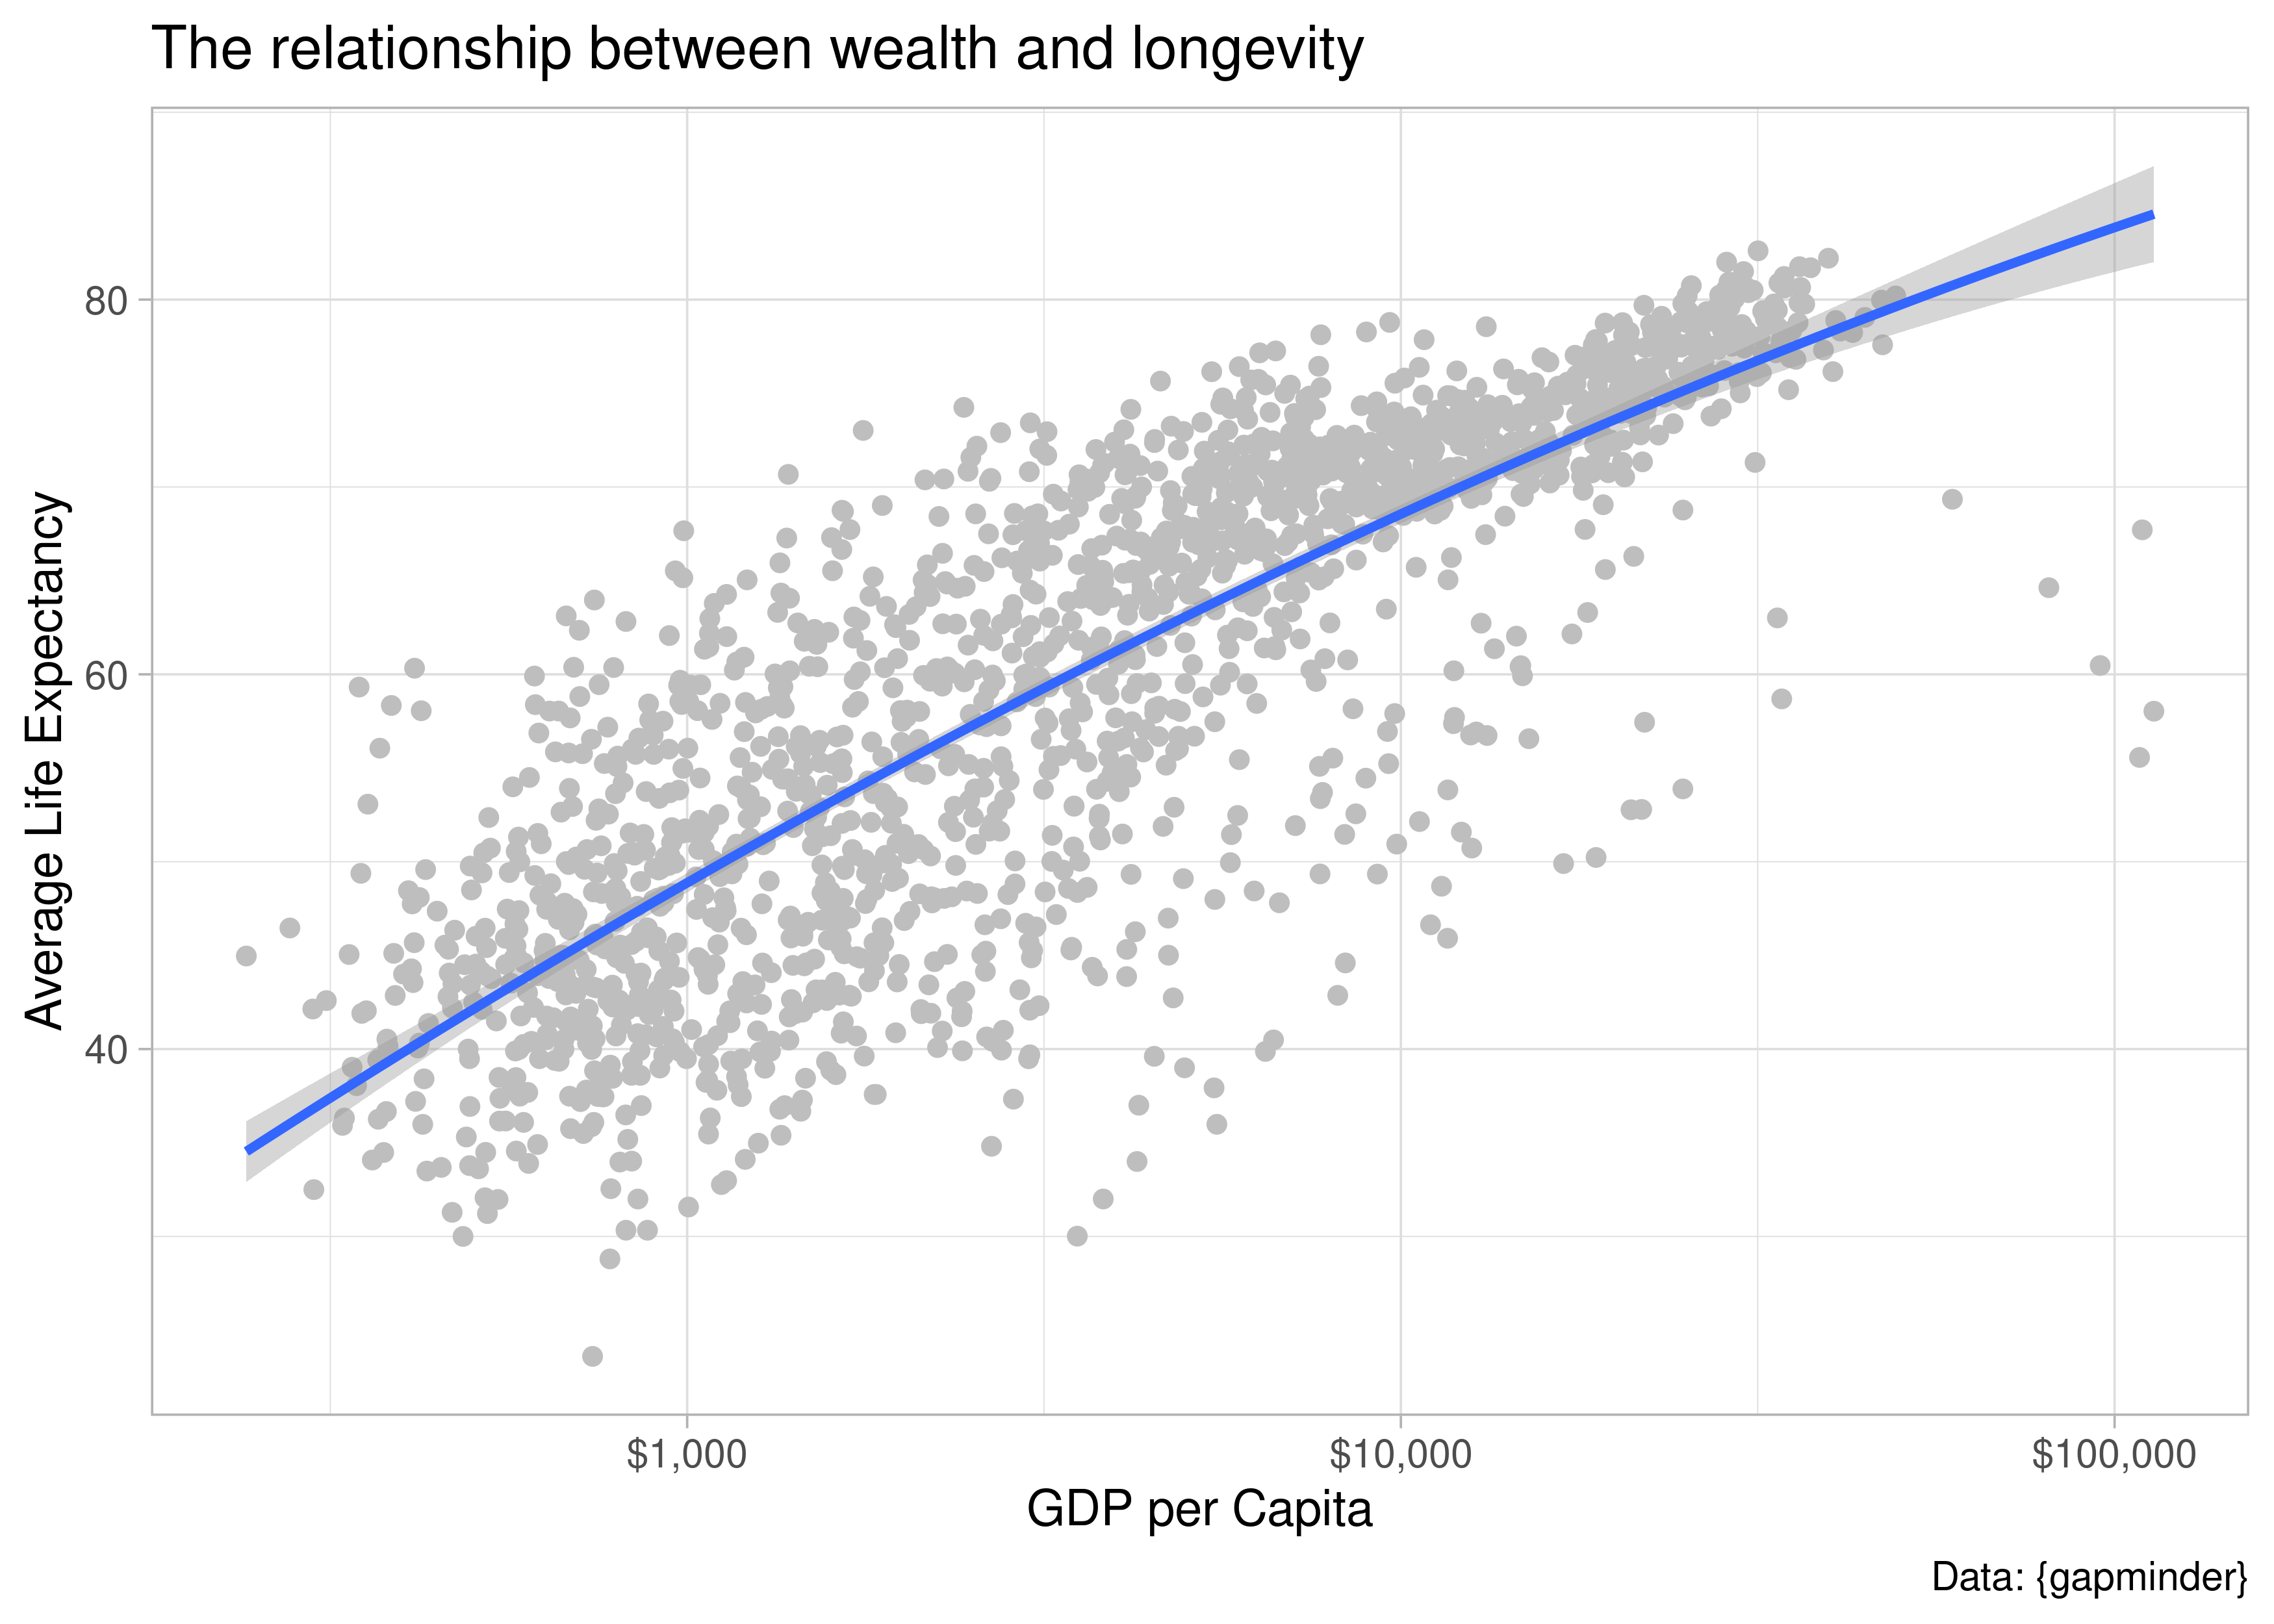 The relationship between wealth and longevity
Average Life Expectancy
80
60
40
$1,000
$10,000
$100,000
GDP per Capita
Data: {gapminder}